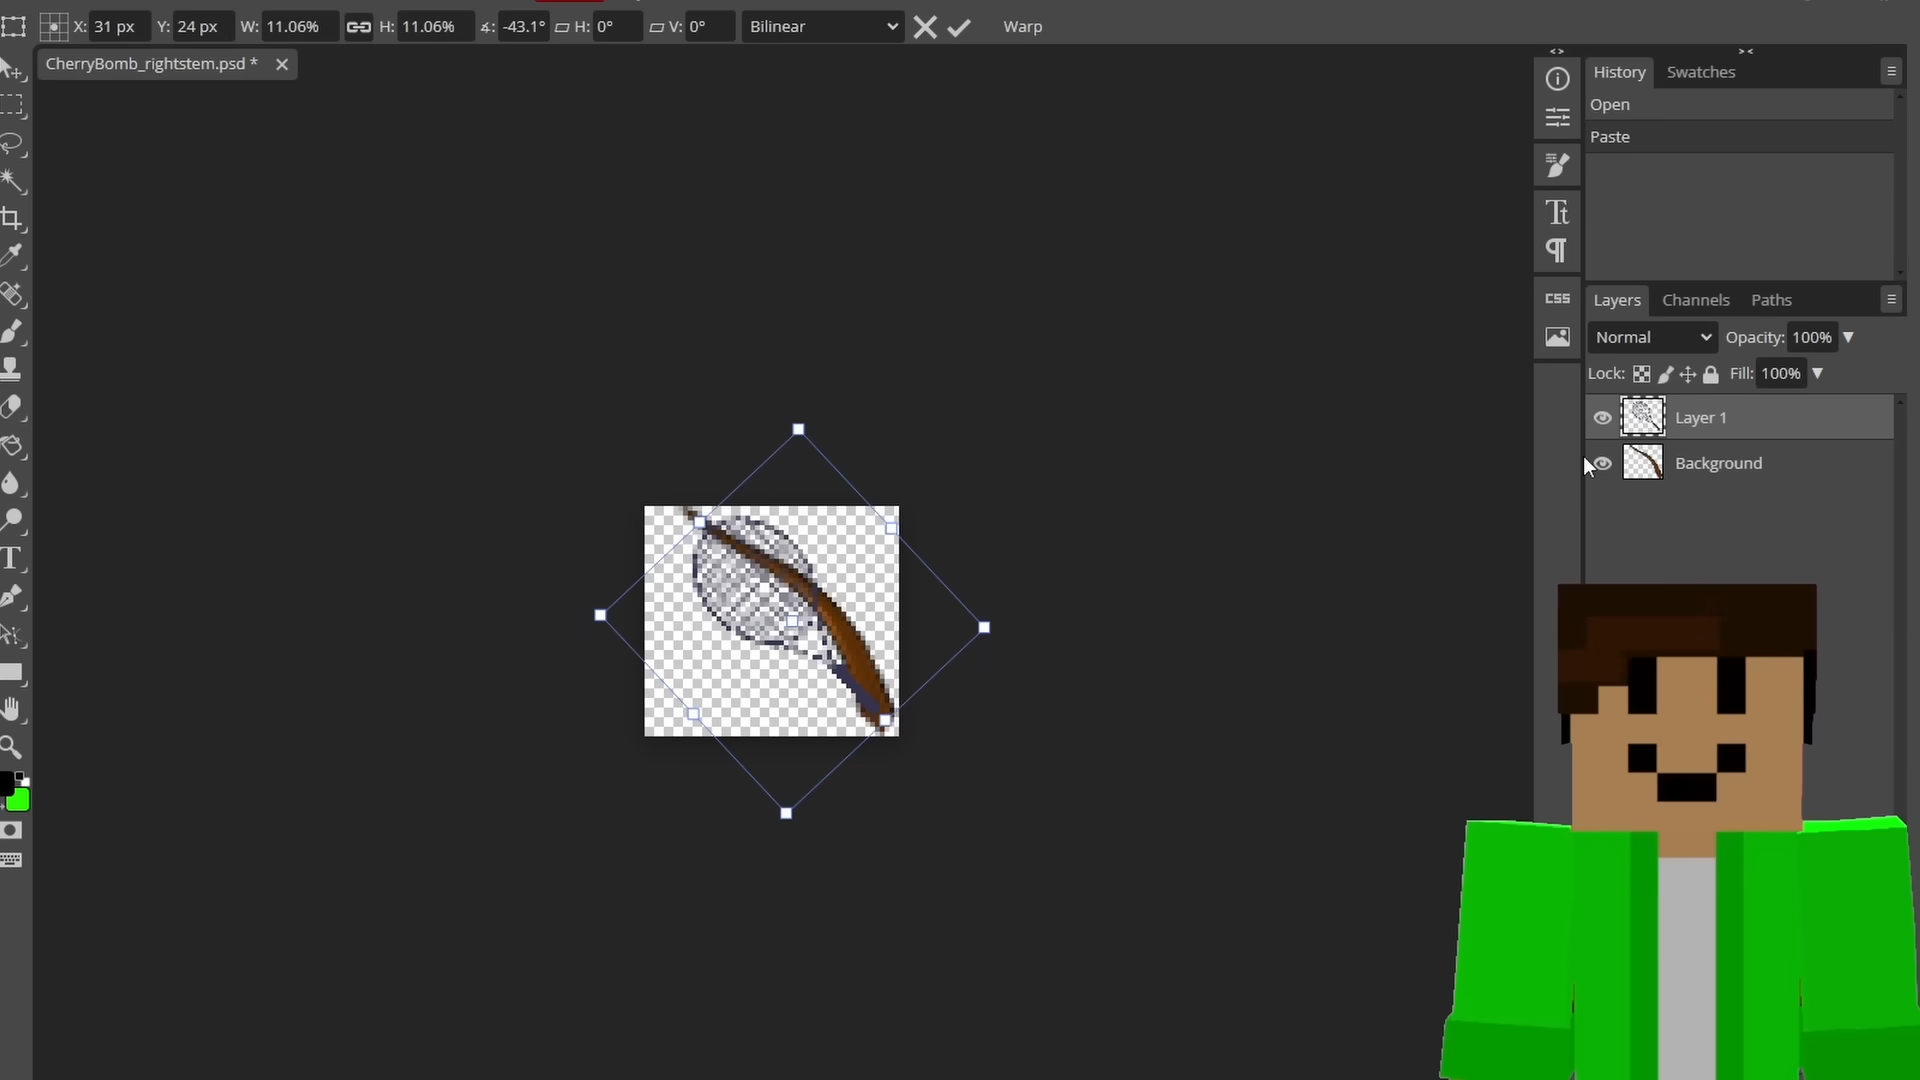 X: 31 px Y: 24 px W: 11.06% H: 11.06% ∡: -43.1° H: 0° V: 0° Bilinear Warp
CherryBomb_rightstem.psd *
History Swatches
Open
Paste
Tt
¶
CSS
Layers Channels Paths
Normal Opacity: 100%
Lock: Fill: 100%
Layer 1
Background
T